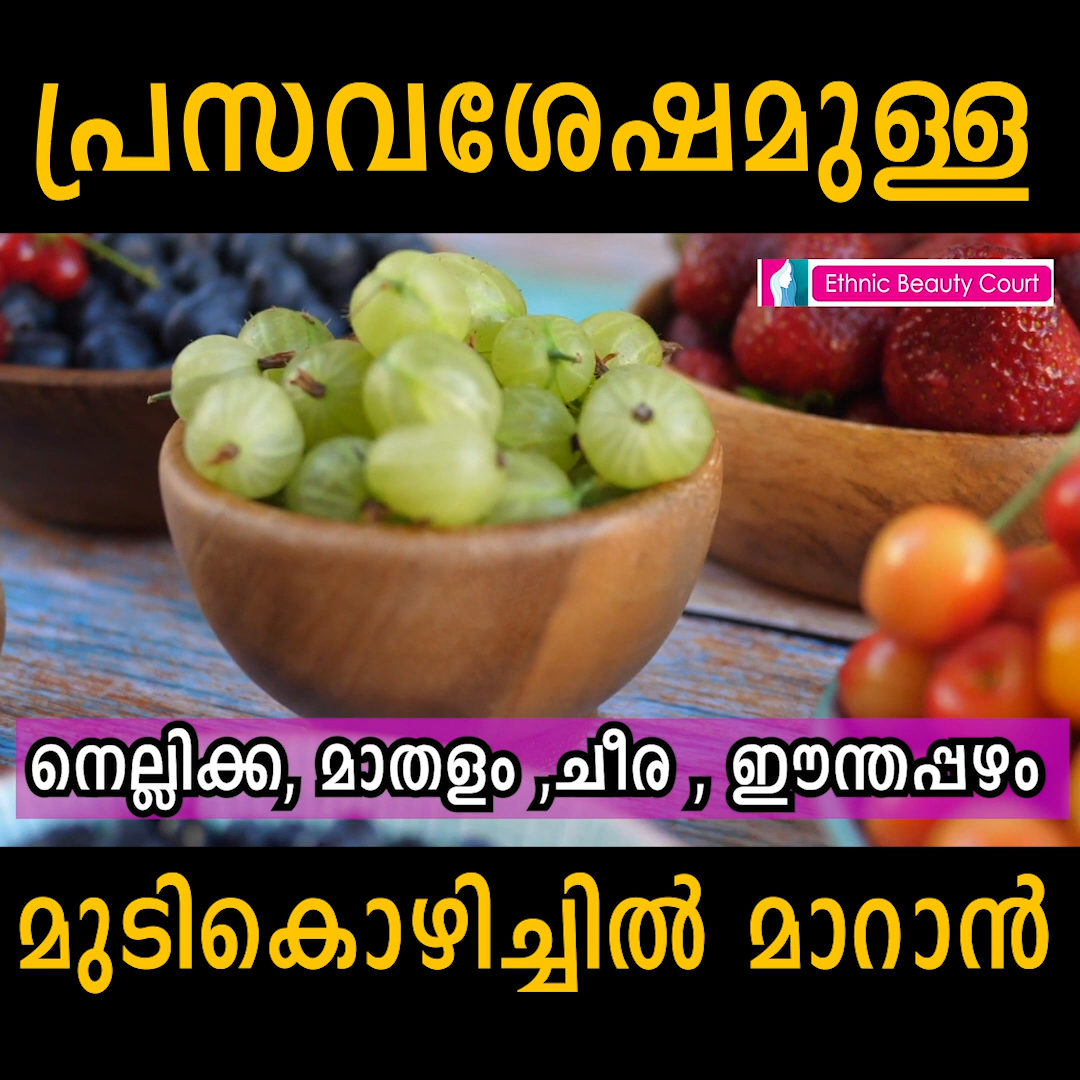 പ്രസവശേഷമുള്ള
Ethnic Beauty Court
നെല്ലിക്ക, മാതളം ,ചീര , ഈന്തപ്പഴം
മുടികൊഴിച്ചിൽ മാറാൻ